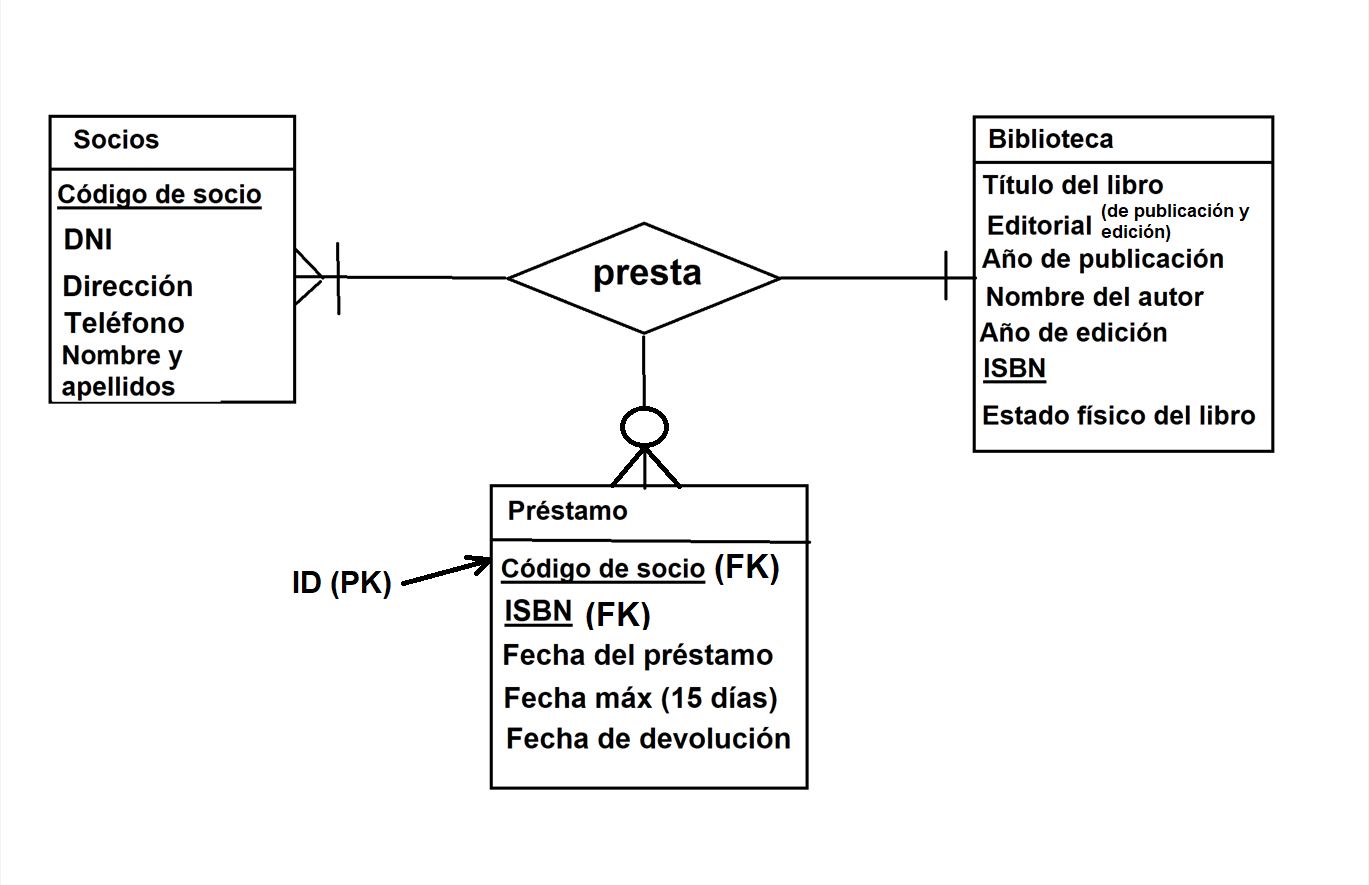 Socios
Código de socio
DNI
Dirección
Teléfono
Nombre y
apellidos
presta
Biblioteca
Título del libro
Editorial (de publicación y
edición)
Año de publicación
Nombre del autor
Año de edición
ISBN
Estado físico del libro
Préstamo
ID (PK)
Código de socio (FK)
ISBN (FK)
Fecha del préstamo
Fecha máx (15 días)
Fecha de devolución